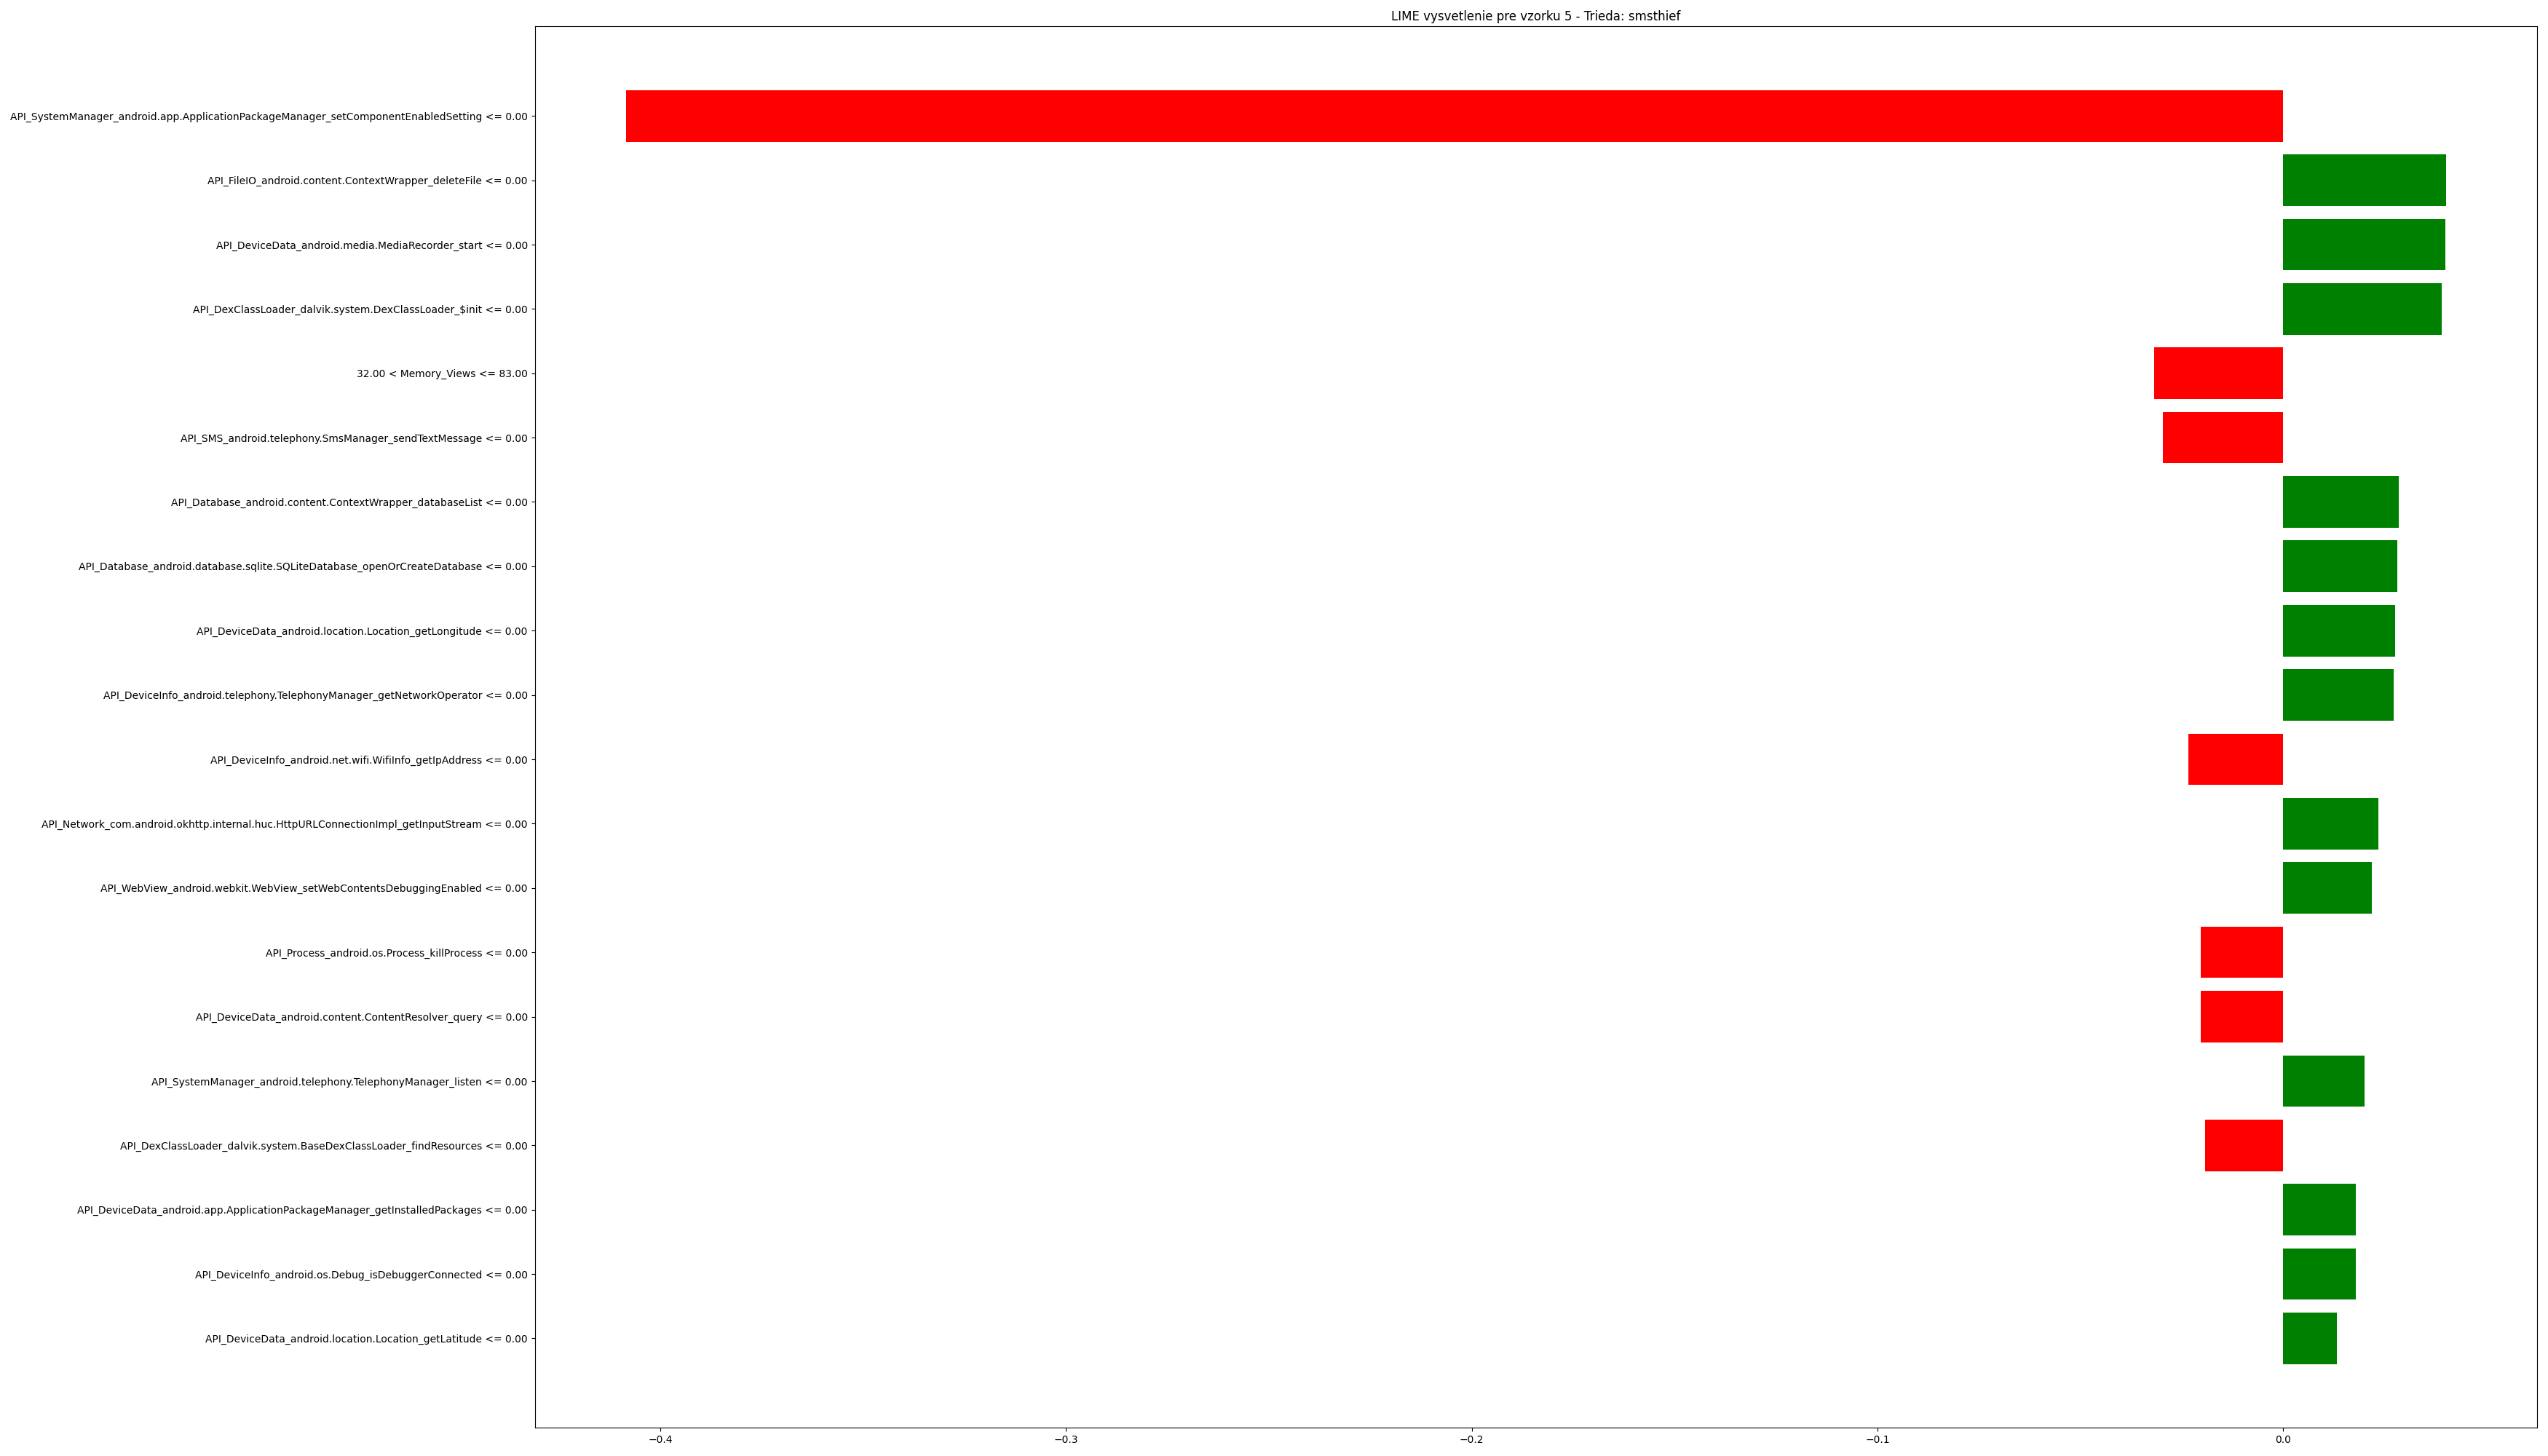 LIME vysvetlenie pre vzorku 5 - Trieda: smsthief
API_SystemManager_android.app.ApplicationPackageManager_setComponentEnabledSetting <= 0.00
API_FileIO_android.content.ContextWrapper_deleteFile <= 0.00
API_DeviceData_android.media.MediaRecorder_start <= 0.00
API_DexClassLoader_dalvik.system.DexClassLoader_$init <= 0.00
32.00 < Memory_Views <= 83.00
API_SMS_android.telephony.SmsManager_sendTextMessage <= 0.00
API_Database_android.content.ContextWrapper_databaseList <= 0.00
API_Database_android.database.sqlite.SQLiteDatabase_openOrCreateDatabase <= 0.00
API_DeviceData_android.location.Location_getLongitude <= 0.00
API_DeviceInfo_android.telephony.TelephonyManager_getNetworkOperator <= 0.00
API_DeviceInfo_android.net.wifi.WifiInfo_getIpAddress <= 0.00
API_Network_com.android.okhttp.internal.huc.HttpURLConnectionImpl_getInputStream <= 0.00
API_WebView_android.webkit.WebView_setWebContentsDebuggingEnabled <= 0.00
API_Process_android.os.Process_killProcess <= 0.00
API_DeviceData_android.content.ContentResolver_query <= 0.00
API_SystemManager_android.telephony.TelephonyManager_listen <= 0.00
API_DexClassLoader_dalvik.system.BaseDexClassLoader_findResources <= 0.00
API_DeviceData_android.app.ApplicationPackageManager_getInstalledPackages <= 0.00
API_DeviceInfo_android.os.Debug_isDebuggerConnected <= 0.00
API_DeviceData_android.location.Location_getLatitude <= 0.00
−0.4 −0.3 −0.2 −0.1 0.0